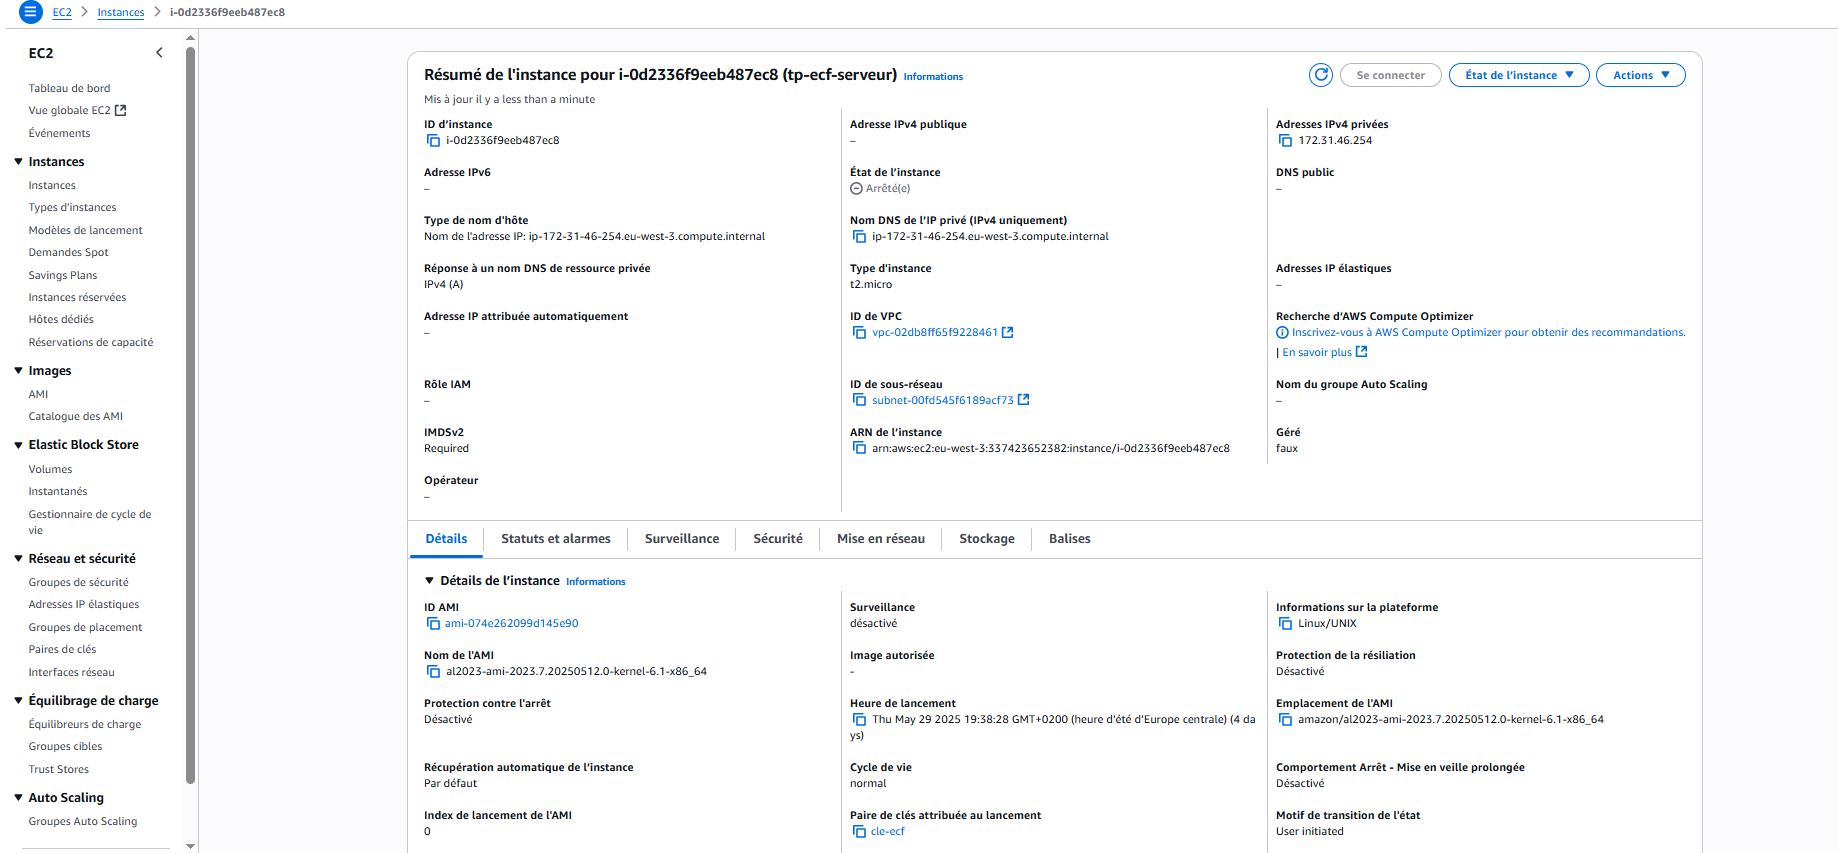 EC2 > Instances > i-0d2336f9eeb487ec8
EC2
Tableau de bord
Vue globale EC2
Événements
Instances
Instances
Types d'instances
Modèles de lancement
Demandes Spot
Savings Plans
Instances réservées
Hôtes dédiés
Réservations de capacité
Images
AMI
Catalogue des AMI
Elastic Block Store
Volumes
Instantanés
Gestionnaire de cycle de
vie
Réseau et sécurité
Groupes de sécurité
Adresses IP élastiques
Groupes de placement
Paires de clés
Interfaces réseau
Équilibrage de charge
Équilibreurs de charge
Groupes cibles
Trust Stores
Auto Scaling
Groupes Auto Scaling
Résumé de l'instance pour i-0d2336f9eeb487ec8 (tp-ecf-serveur) Informations
Se connecter
État de l'instance
Actions
Mis à jour il y a less than a minute
ID d’instance
i-0d2336f9eeb487ec8
Adresse IPv4 publique
–
Adresses IPv4 privées
172.31.46.254
Adresse IPv6
–
État de l’instance
Arrêté(e)
DNS public
–
Type de nom d'hôte
Nom de l'adresse IP: ip-172-31-46-254.eu-west-3.compute.internal
Nom DNS de l’IP privé (IPv4 uniquement)
ip-172-31-46-254.eu-west-3.compute.internal
Réponse à un nom DNS de ressource privée
IPv4 (A)
Type d'instance
t2.micro
Adresses IP élastiques
–
Adresse IP attribuée automatiquement
–
ID de VPC
vpc-02db8ff65f9228461
Recherche d’AWS Compute Optimizer
Inscrivez-vous à AWS Compute Optimizer pour obtenir des recommandations.
| En savoir plus
Rôle IAM
–
ID de sous-réseau
subnet-00fd545f6189acf73
Nom du groupe Auto Scaling
–
IMDSv2
Required
ARN de l’instance
arn:aws:ec2:eu-west-3:337423652382:instance/i-0d2336f9eeb487ec8
Géré
faux
Opérateur
–
Détails
Statuts et alarmes
Surveillance
Sécurité
Mise en réseau
Stockage
Balises
Détails de l’instance Informations
ID AMI
ami-074e262099d145e90
Surveillance
désactivé
Informations sur la plateforme
Linux/UNIX
Nom de l'AMI
al2023-ami-2023.7.20250512.0-kernel-6.1-x86_64
Image autorisée
-
Protection de la résiliation
Désactivé
Protection contre l'arrêt
Désactivé
Heure de lancement
Thu May 29 2025 19:38:28 GMT+0200 (heure d’été d’Europe centrale) (4 da
ys)
Emplacement de l'AMI
amazon/al2023-ami-2023.7.20250512.0-kernel-6.1-x86_64
Récupération automatique de l’instance
Par défaut
Cycle de vie
normal
Comportement Arrêt - Mise en veille prolongée
Désactivé
Index de lancement de l'AMI
0
Paire de clés attribuée au lancement
cle-ecf
Motif de transition de l'état
User initiated